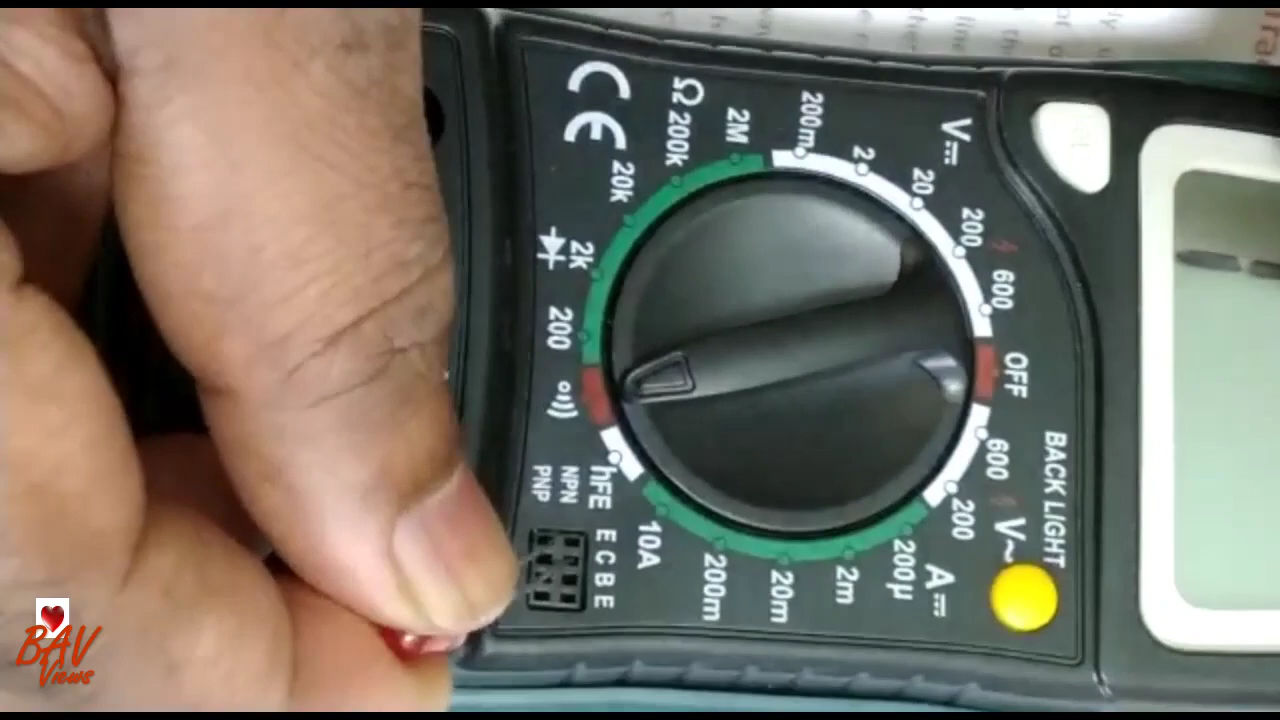 BAV
Views
CE
Ω
2M
200k
20k
2k
200
200m
2
20
200
600
V
OFF
600
200
V~
BACK LIGHT
A
200µ
2m
20m
200m
10A
hFE
NPN
PNP
E C B E